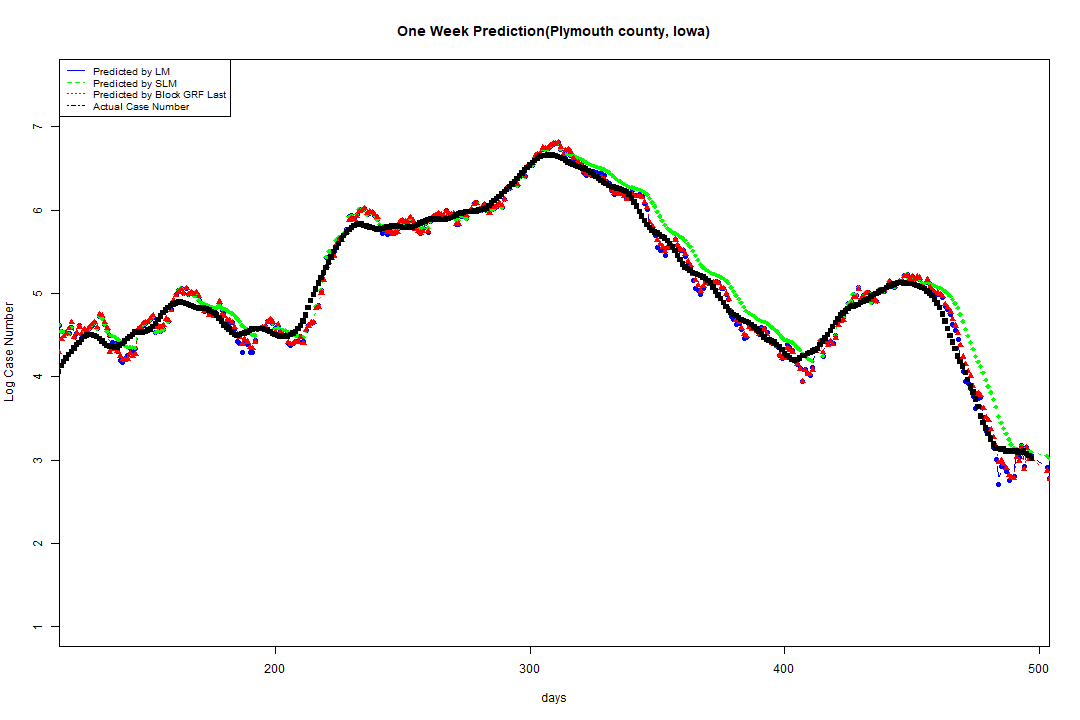 One Week Prediction(Plymouth county, Iowa)
Predicted by LM
Predicted by SLM
Predicted by Block GRF Last
Actual Case Number
7
6
5
4
3
2
1
Log Case Number
200
300
400
500
days